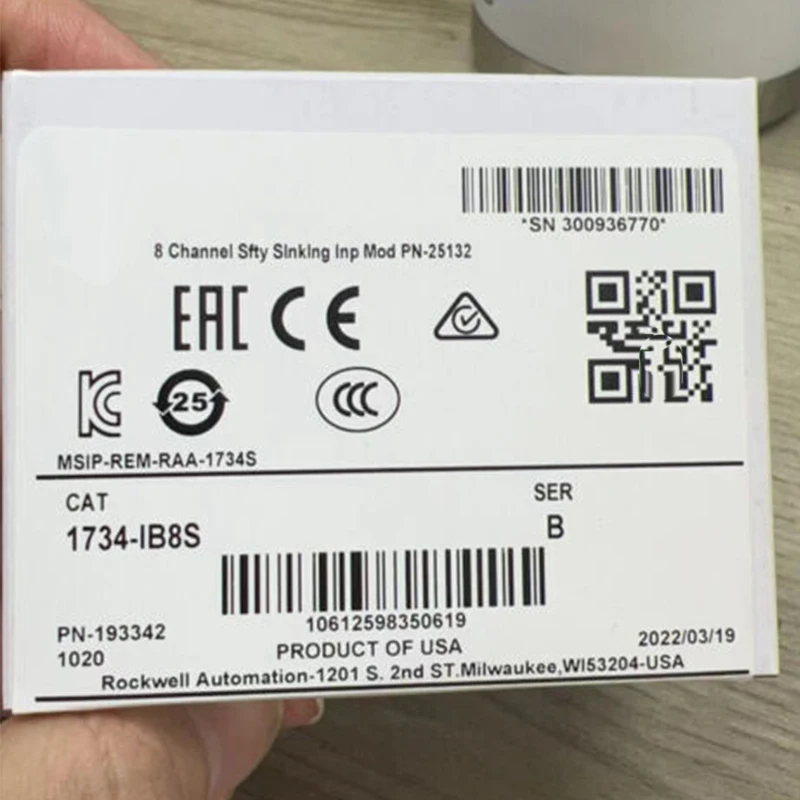 *SN 300936770*
8 Channel Sfty Sinking Inp Mod PN-25132
EAC CE
KC 25 CCC
MSIP-REM-RAA-1734S
CAT SER
1734-IB8S B
10612598350619
PN-193342 2022/03/19
1020 PRODUCT OF USA
Rockwell Automation-1201 S. 2nd ST.Milwaukee,WI53204-USA